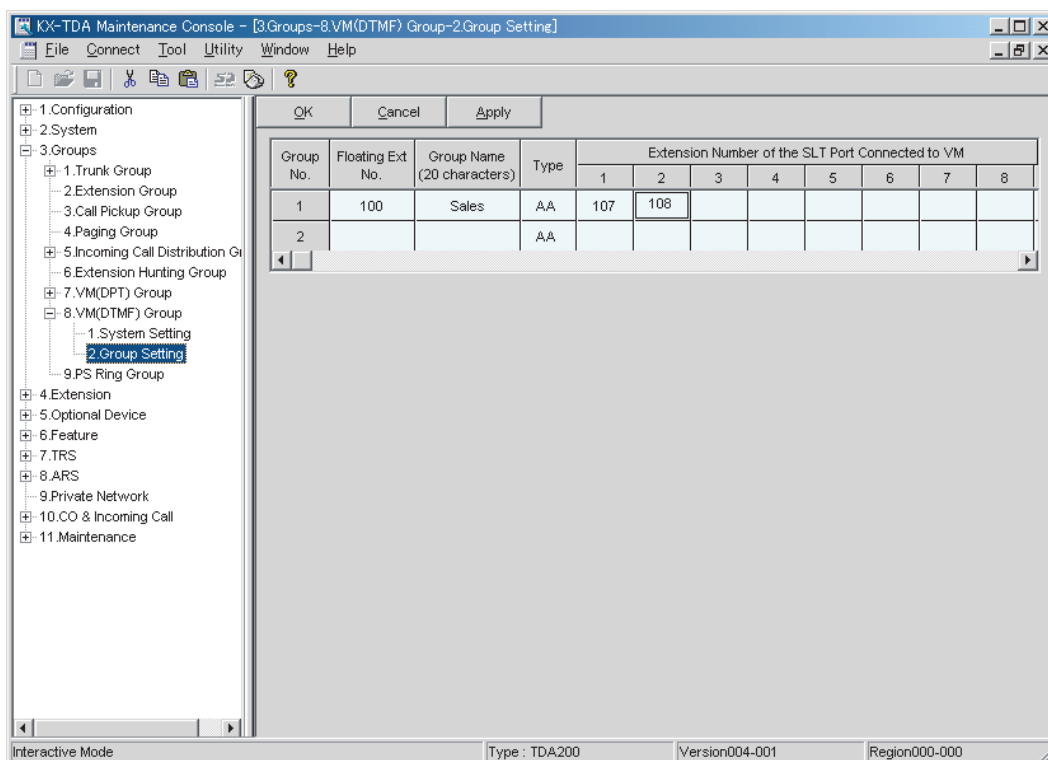 KX-TDA Maintenance Console - [3.Groups-8.VM(DTMF) Group-2.Group Setting]
File Connect Tool Utility Window Help
1.Configuration
2.System
3.Groups
1.Trunk Group
2.Extension Group
3.Call Pickup Group
4.Paging Group
5.Incoming Call Distribution Gr
6.Extension Hunting Group
7.VM(DPT) Group
8.VM(DTMF) Group
1.System Setting
2.Group Setting
9.PS Ring Group
4.Extension
5.Optional Device
6.Feature
7.TRS
8.ARS
9.Private Network
10.CO & Incoming Call
11.Maintenance
OK Cancel Apply
Group No. Floating Ext No. Group Name (20 characters) Type Extension Number of the SLT Port Connected to VM
1 2 3 4 5 6 7 8
1 100 Sales AA 107 108
2 AA
Interactive Mode Type : TDA200 Version004-001 Region000-000